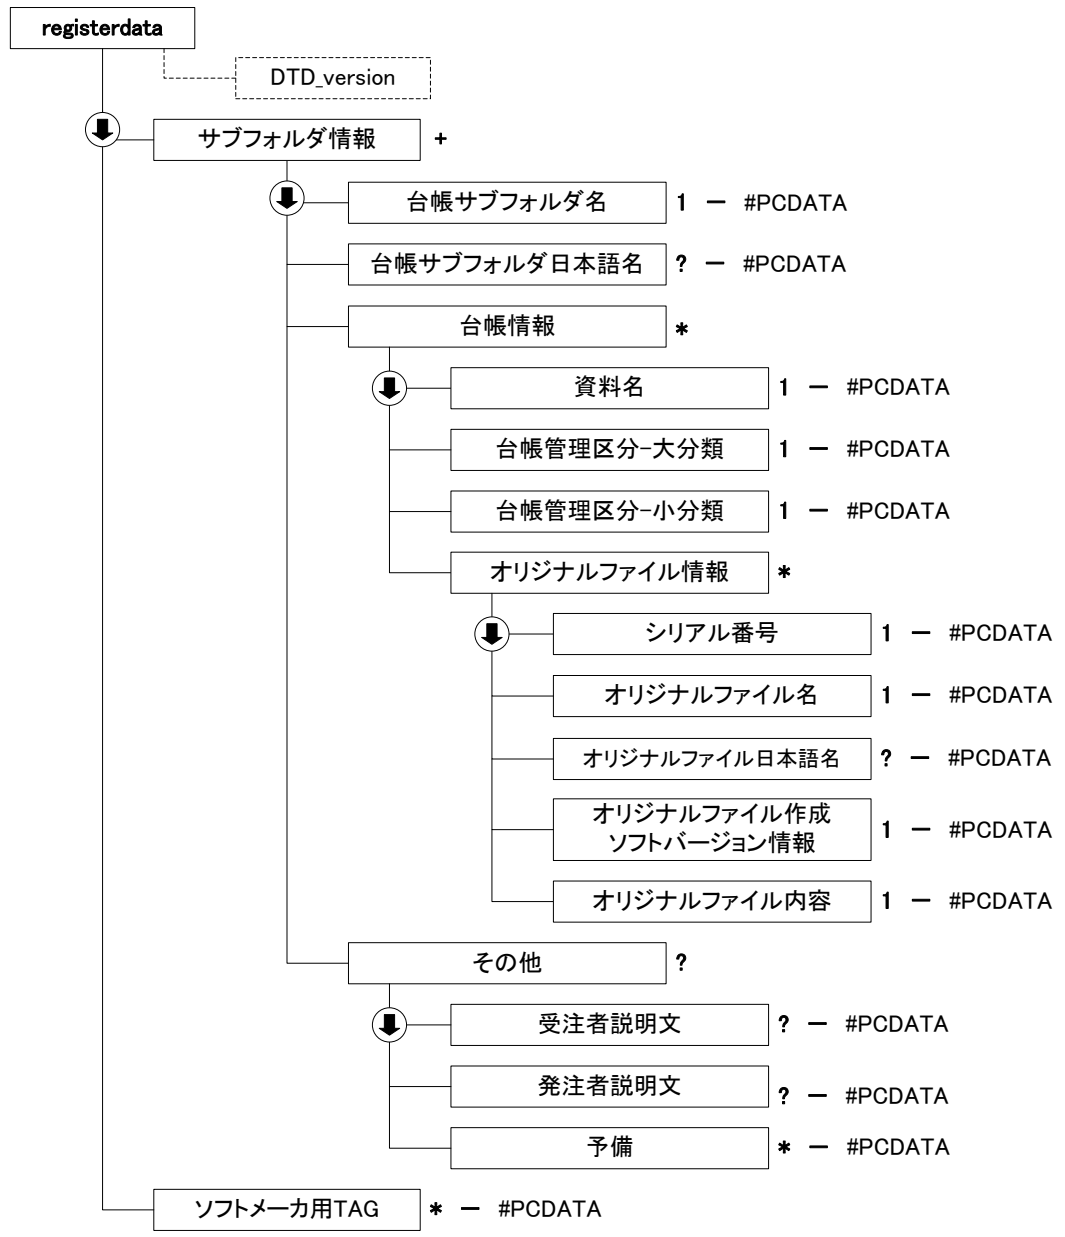 registerdata
DTD_version
サブフォルダ情報 +
台帳サブフォルダ名 1 ー #PCDATA
台帳サブフォルダ日本語名 ? ー #PCDATA
台帳情報 *
資料名 1 ー #PCDATA
台帳管理区分-大分類 1 ー #PCDATA
台帳管理区分-小分類 1 ー #PCDATA
オリジナルファイル情報 *
シリアル番号 1 ー #PCDATA
オリジナルファイル名 1 ー #PCDATA
オリジナルファイル日本語名 ? ー #PCDATA
オリジナルファイル作成
ソフトバージョン情報 1 ー #PCDATA
オリジナルファイル内容 1 ー #PCDATA
その他 ?
受注者説明文 ? ー #PCDATA
発注者説明文 ? ー #PCDATA
予備 * ー #PCDATA
ソフトメーカ用TAG * ー #PCDATA